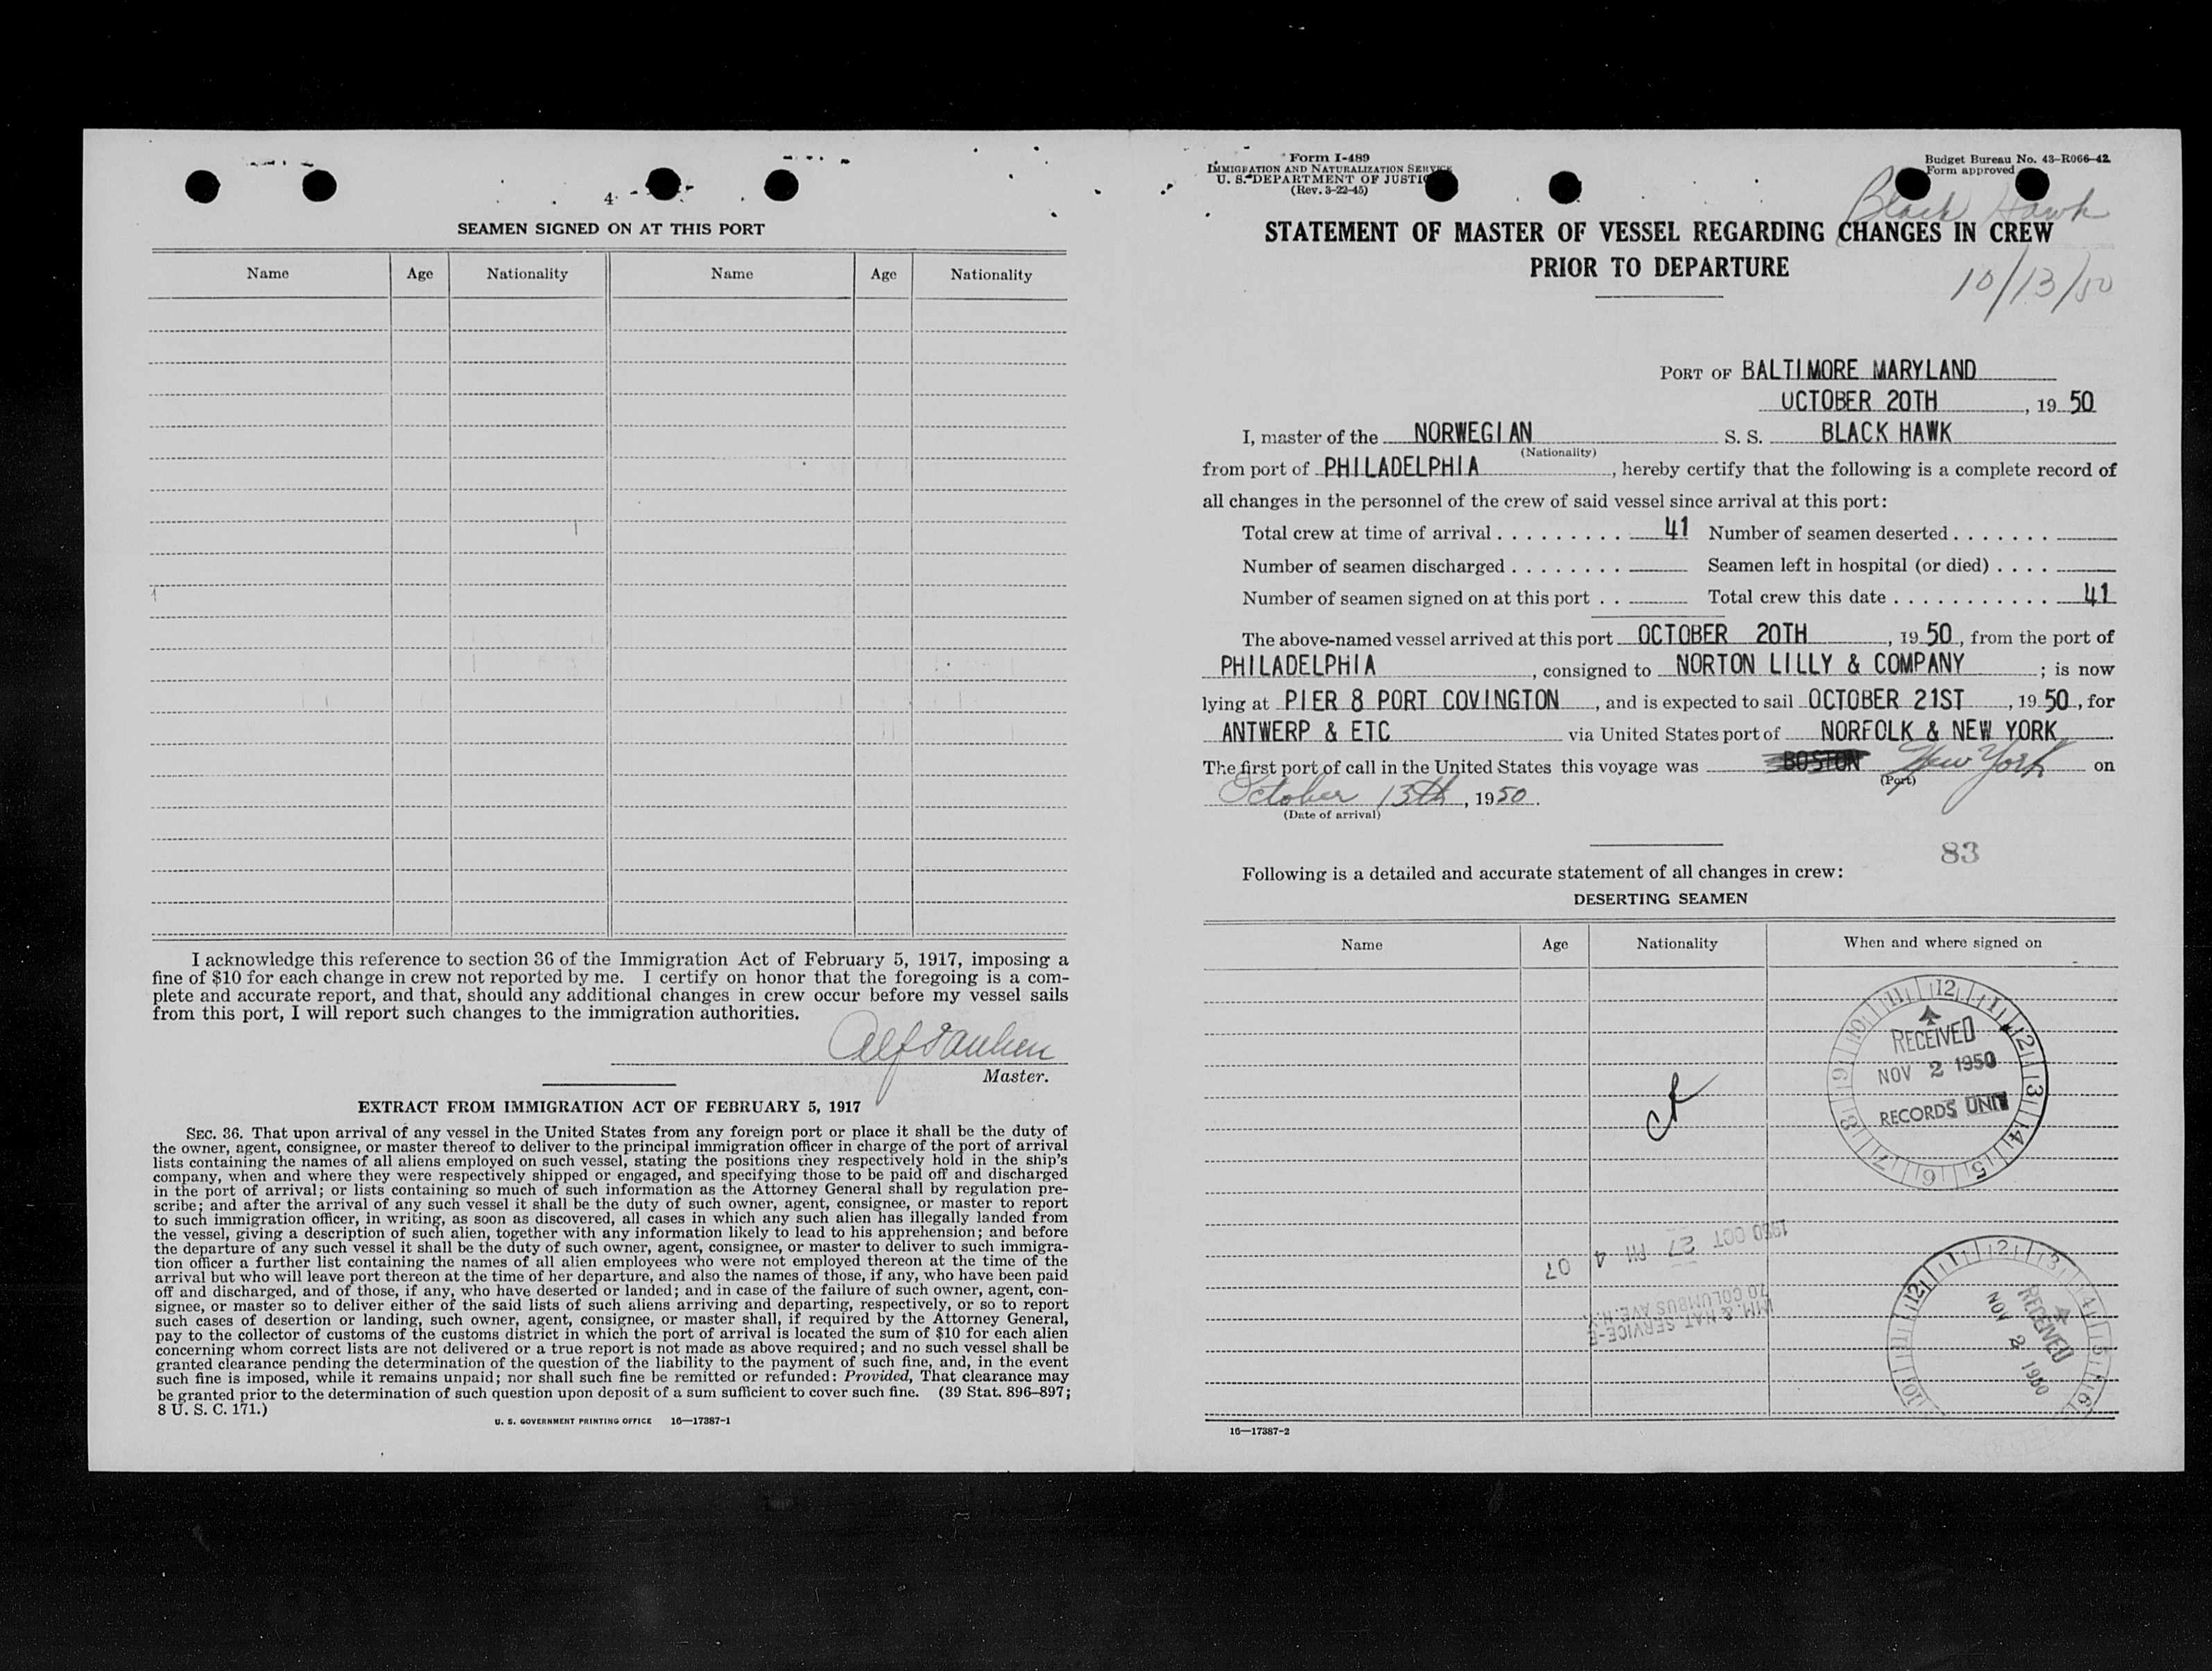 4
SEAMEN SIGNED ON AT THIS PORT
Name Age Nationality Name Age Nationality
I acknowledge this reference to section 36 of the Immigration Act of February 5, 1917, imposing a
fine of $10 for each change in crew not reported by me. I certify on honor that the foregoing is a com-
plete and accurate report, and that, should any additional changes in crew occur before my vessel sails
from this port, I will report such changes to the immigration authorities.
Master.
EXTRACT FROM IMMIGRATION ACT OF FEBRUARY 5, 1917
SEC. 36. That upon arrival of any vessel in the United States from any foreign port or place it shall be the duty of
the owner, agent, consignee, or master thereof to deliver to the principal immigration officer in charge of the port of arrival
lists containing the names of all aliens employed on such vessel, stating the positions they respectively hold in the ship's
company, when and where they were respectively shipped or engaged, and specifying those to be paid off and discharged
in the port of arrival; or lists containing so much of such information as the Attorney General shall by regulation pre-
scribe; and after the arrival of any such vessel it shall be the duty of such owner, agent, consignee, or master to report
to such immigration officer, in writing, as soon as discovered, all cases in which any such alien has illegally landed from
the vessel, giving a description of such alien, together with any information likely to lead to his apprehension; and before
the departure of any such vessel it shall be the duty of such owner, agent, consignee, or master to deliver to such immigra-
tion officer a further list containing the names of all alien employees who were not employed thereon at the time of the
arrival but who will leave port thereon at the time of her departure, and also the names of those, if any, who have been paid
off and discharged, and of those, if any, who have deserted or landed; and in case of the failure of such owner, agent, con-
signee, or master so to deliver either of the said lists of such aliens arriving and departing, respectively, or so to report
such cases of desertion or landing, such owner, agent, consignee, or master shall, if required by the Attorney General,
pay to the collector of customs of the customs district in which the port of arrival is located the sum of $10 for each alien
concerning whom correct lists are not delivered or a true report is not made as above required; and no such vessel shall be
granted clearance pending the determination of the question of the liability to the payment of such fine, and, in the event
such fine is imposed, while it remains unpaid; nor shall such fine be remitted or refunded: Provided, That clearance may
be granted prior to the determination of such question upon deposit of a sum sufficient to cover such fine. (39 Stat. 896–897;
8 U. S. C. 171.)
U. S. GOVERNMENT PRINTING OFFICE 16—17387-1
Form I-489
IMMIGRATION AND NATURALIZATION SERVICE
U. S. DEPARTMENT OF JUSTICE
(Rev. 3-22-45)
Budget Bureau No. 43-R066-42
Form approved
Black Hawk
STATEMENT OF MASTER OF VESSEL REGARDING CHANGES IN CREW
PRIOR TO DEPARTURE
10/13/50
PORT OF BALTIMORE MARYLAND
OCTOBER 20TH, 1950
I, master of the NORWEGIAN S. S. BLACK HAWK
(Nationality)
from port of PHILADELPHIA, hereby certify that the following is a complete record of
all changes in the personnel of the crew of said vessel since arrival at this port:
Total crew at time of arrival . . . . . . . . . 41 Number of seamen deserted . . . . . . .
Number of seamen discharged . . . . . . . . Seamen left in hospital (or died) . . . .
Number of seamen signed on at this port . . Total crew this date . . . . . . . . . . . 41
The above-named vessel arrived at this port OCTOBER 20TH, 1950, from the port of
PHILADELPHIA, consigned to NORTON LILLY & COMPANY; is now
lying at PIER 8 PORT COVINGTON, and is expected to sail OCTOBER 21ST, 1950, for
ANTWERP & ETC via United States port of NORFOLK & NEW YORK
The first port of call in the United States this voyage was BOSTON New York on
(Port)
October 13th, 1950.
(Date of arrival)
83
Following is a detailed and accurate statement of all changes in crew:
DESERTING SEAMEN
Name Age Nationality When and where signed on
RECEIVED
NOV 2 1950
RECORDS UNIT
1950 OCT 27 PM 4 07
IMM. & NAT. SERVICE
70 COLUMBUS AVE. N.Y.
RECEIVED
NOV 2 1950
16—17387-2